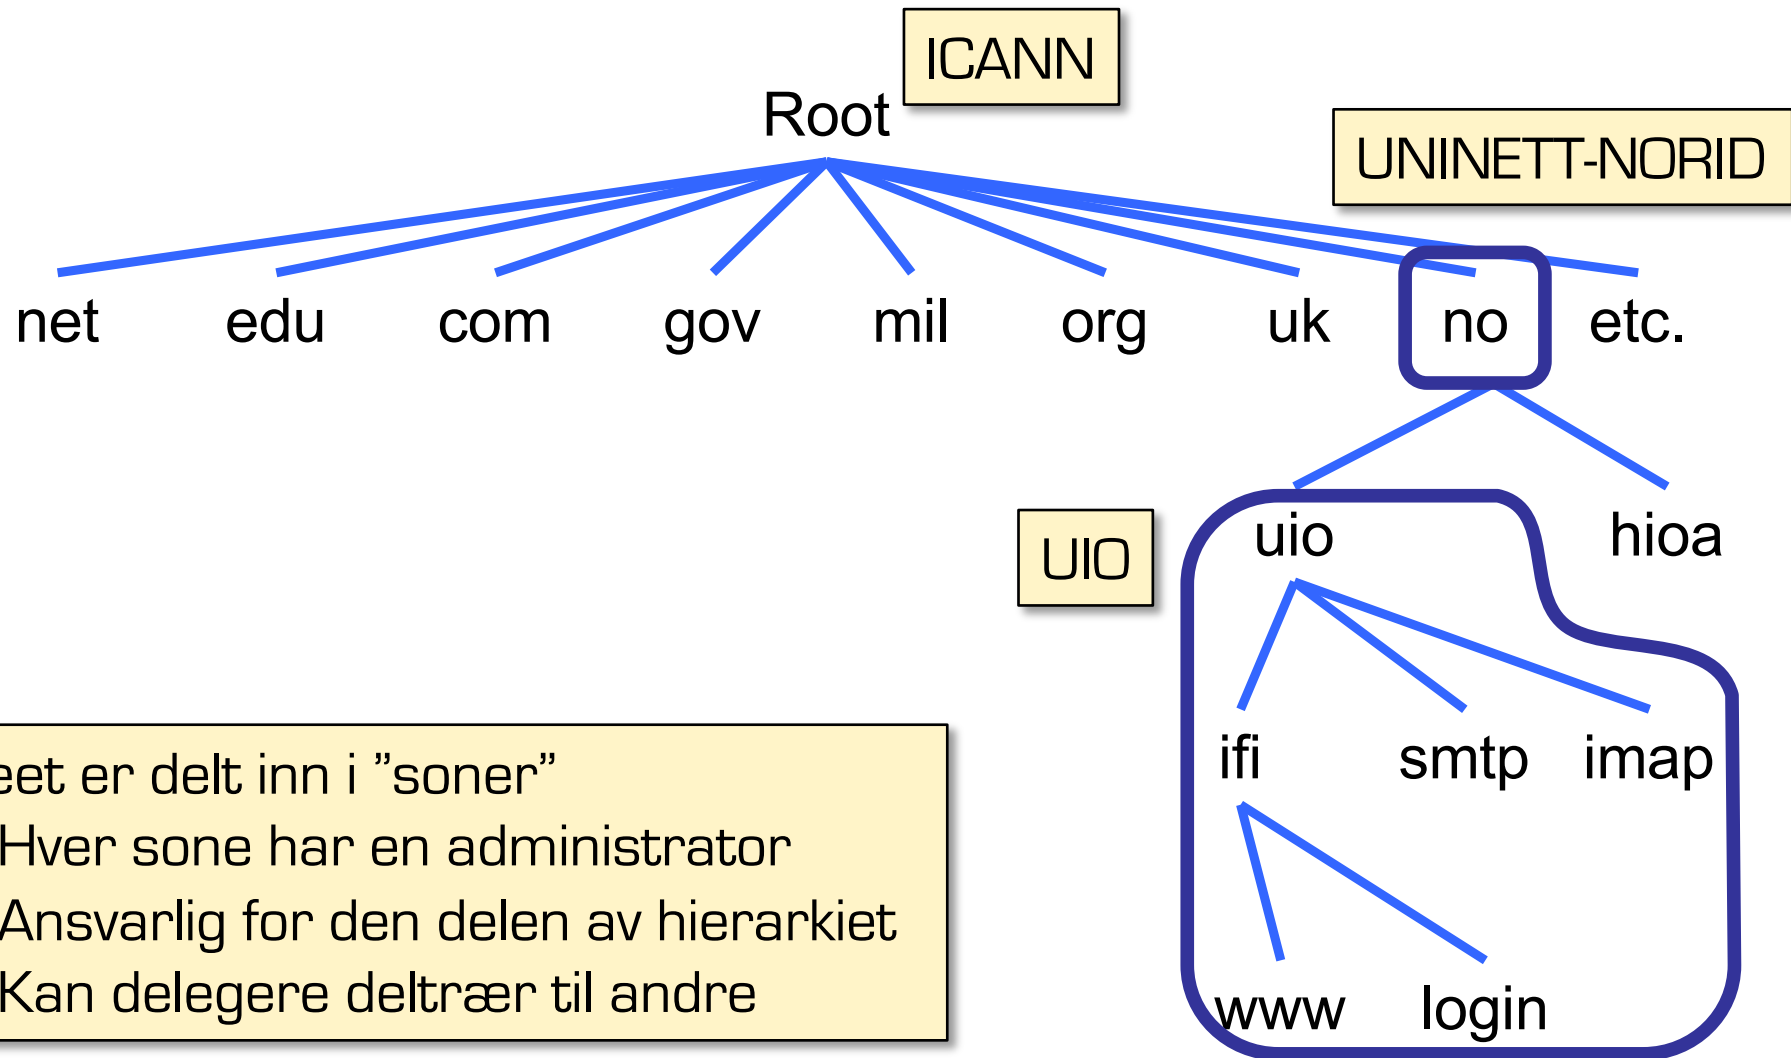 ICANN
Root
UNINETT-NORID
net edu com gov mil org uk no etc.
uio hioa
UIO
ifi smtp imap
eet er delt inn i ”soner”
Hver sone har en administrator
Ansvarlig for den delen av hierarkiet
Kan delegere deltrær til andre
www login